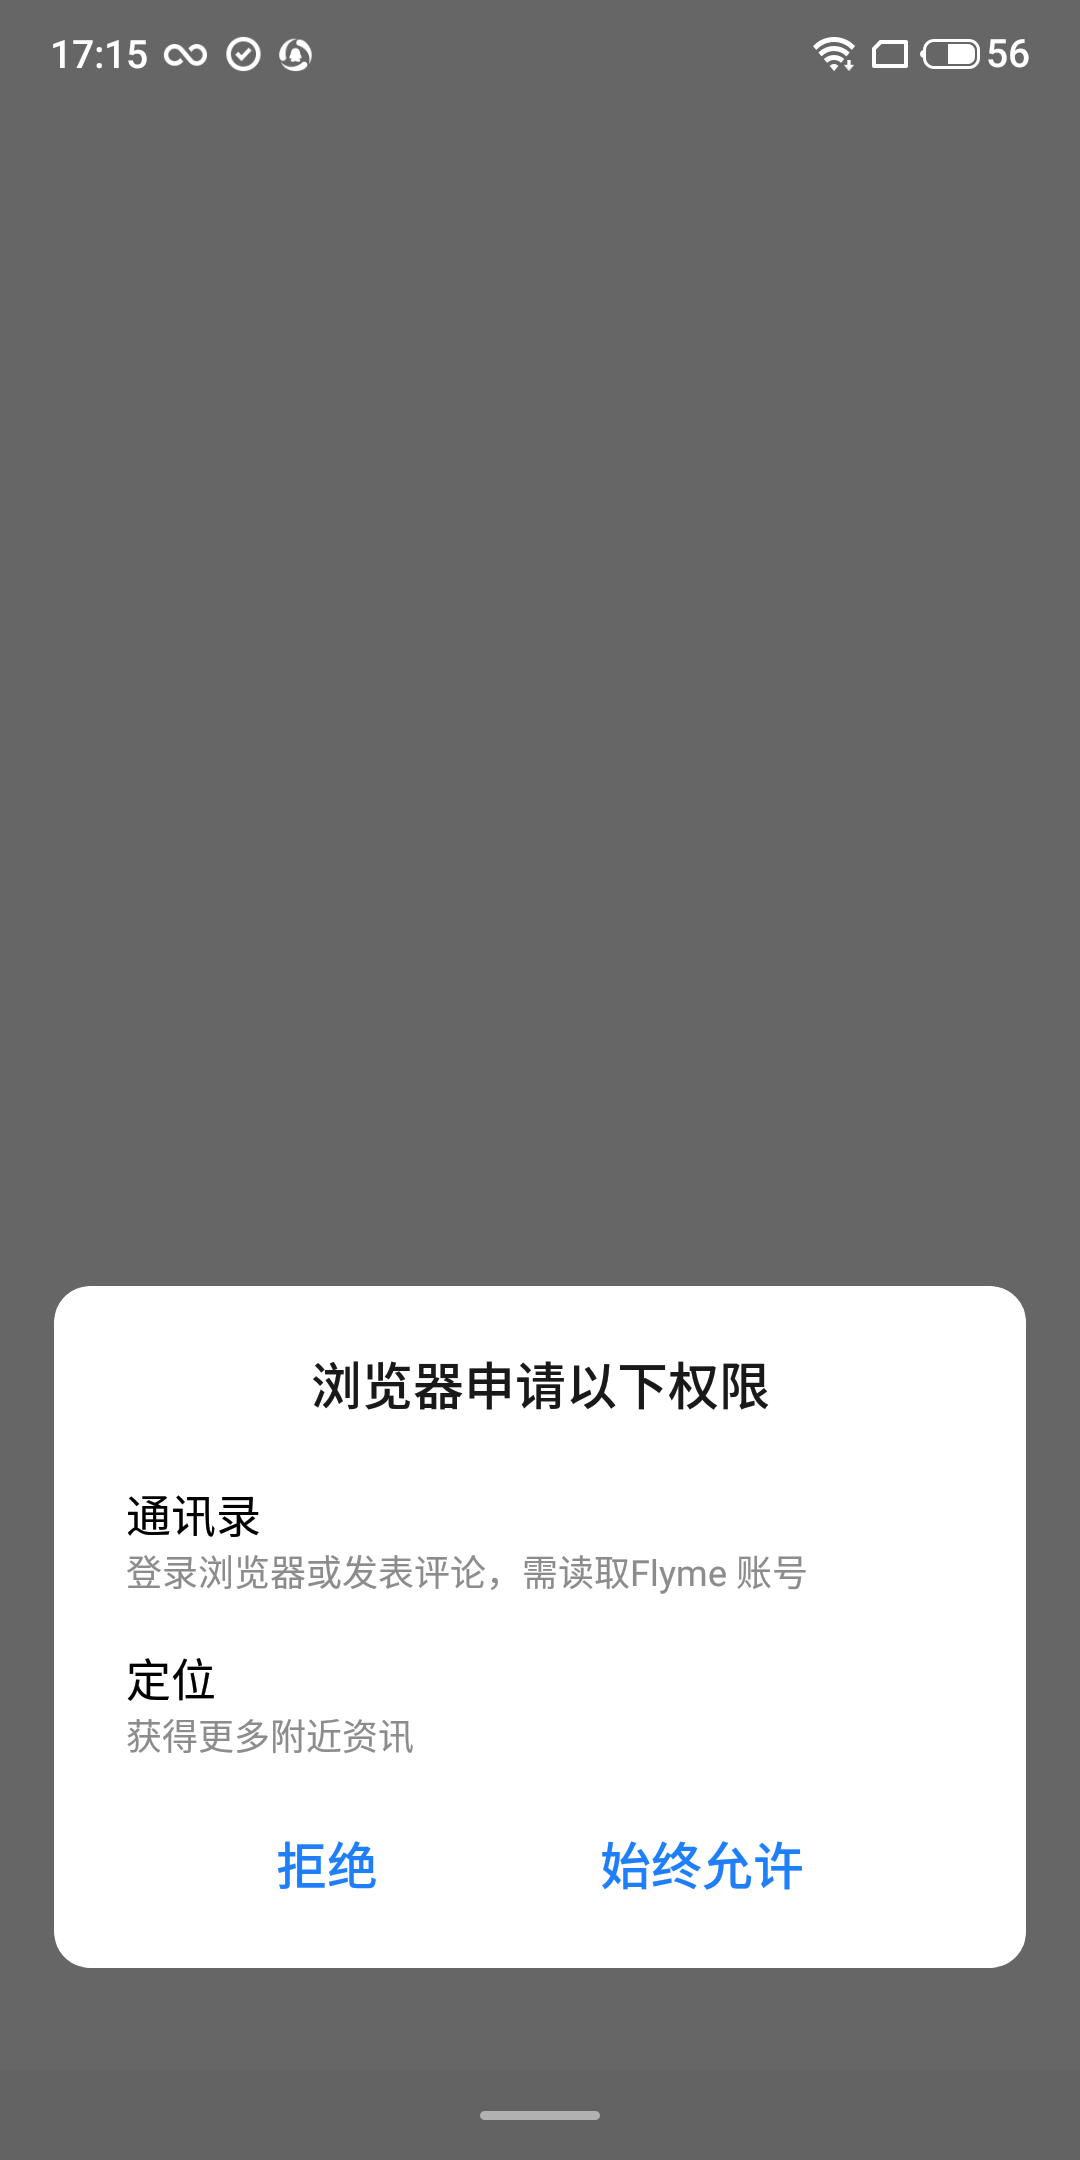 17:15 56
浏览器申请以下权限
通讯录
登录浏览器或发表评论，需读取Flyme 账号
定位
获得更多附近资讯
拒绝 始终允许